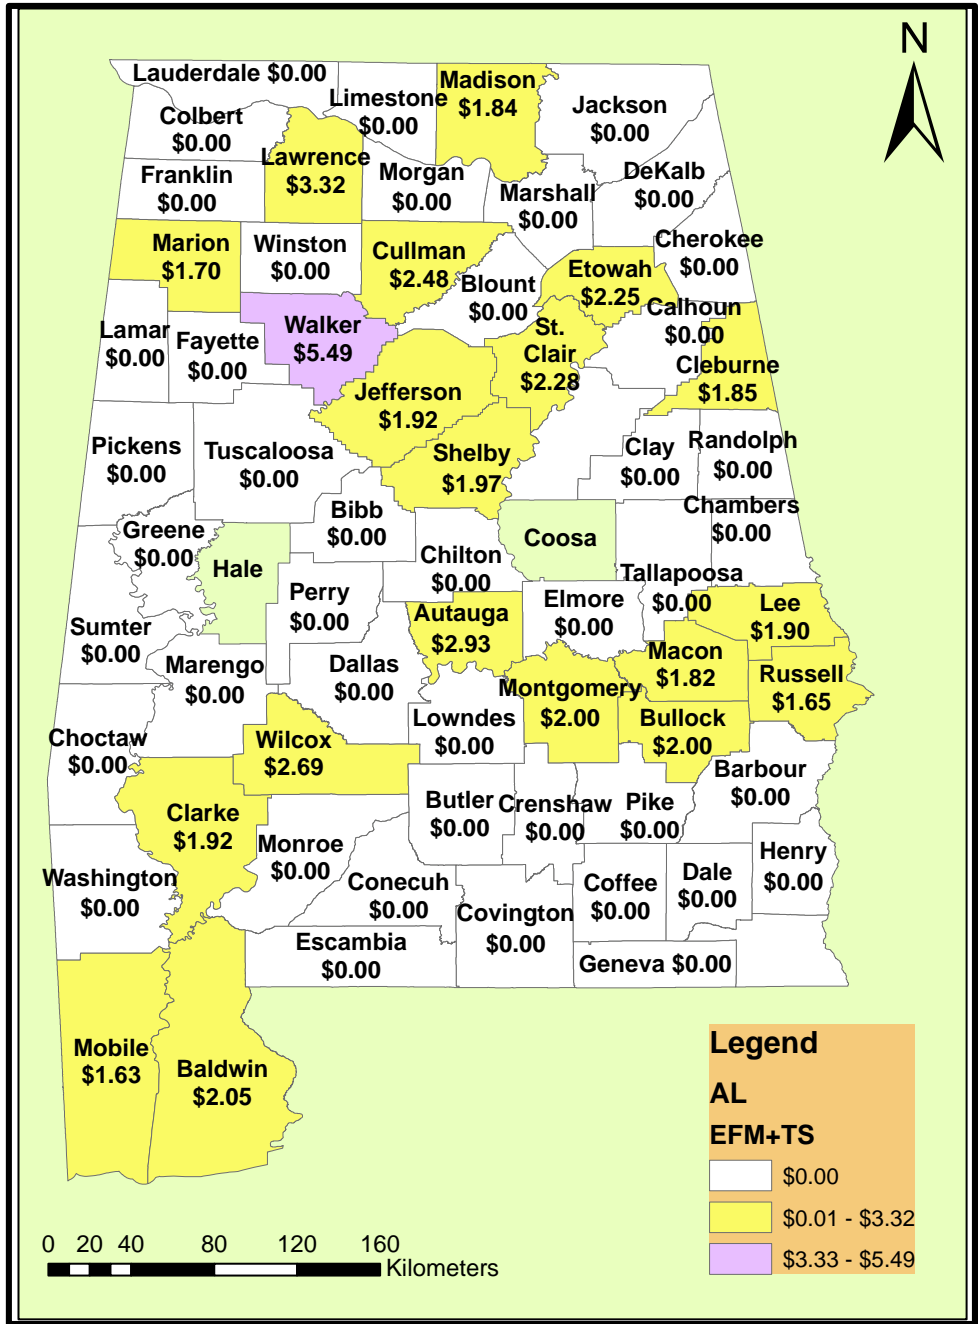 N
Lauderdale $0.00
Limestone
$0.00
Madison
$1.84
Jackson
$0.00
Colbert
$0.00
Lawrence
$3.32
Franklin
$0.00
Morgan
$0.00
Marshall
$0.00
DeKalb
$0.00
Marion
$1.70
Winston
$0.00
Cullman
$2.48
Blount
$0.00
Etowah
$2.25
Cherokee
$0.00
Lamar
$0.00
Fayette
$0.00
Walker
$5.49
St.
Clair
$2.28
Calhoun
$0.00
Cleburne
$1.85
Jefferson
$1.92
Shelby
$1.97
Pickens
$0.00
Tuscaloosa
$0.00
Clay
$0.00
Randolph
$0.00
Bibb
$0.00
Greene
$0.00
Hale
Coosa
Chambers
$0.00
Chilton
$0.00
Perry
$0.00
Elmore
$0.00
Tallapoosa
$0.00
Lee
$1.90
Autauga
$2.93
Sumter
$0.00
Marengo
$0.00
Dallas
$0.00
Macon
$1.82
Russell
$1.65
Montgomery
$2.00
Bullock
$2.00
Lowndes
$0.00
Choctaw
$0.00
Wilcox
$2.69
Barbour
$0.00
Clarke
$1.92
Butler
$0.00
Crenshaw
$0.00
Pike
$0.00
Monroe
$0.00
Henry
$0.00
Washington
$0.00
Conecuh
$0.00
Coffee
$0.00
Dale
$0.00
Covington
$0.00
Escambia
$0.00
Geneva $0.00
Mobile
$1.63
Baldwin
$2.05
Legend
AL
EFM+TS
$0.00
$0.01 - $3.32
$3.33 - $5.49
0 20 40 80 120 160
Kilometers